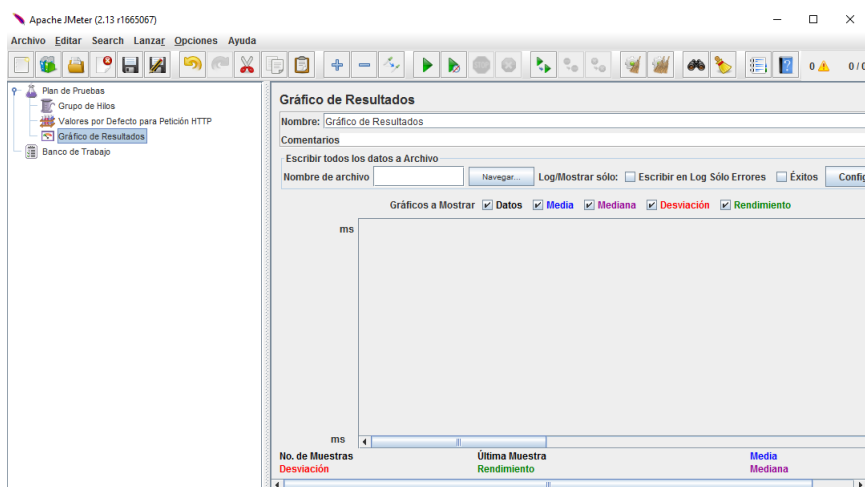 Apache JMeter (2.13 r1665067)
Archivo Editar Search Lanzar Opciones Ayuda
0 0 / 0
Plan de Pruebas
Grupo de Hilos
Valores por Defecto para Petición HTTP
Gráfico de Resultados
Banco de Trabajo
Gráfico de Resultados
Nombre: Gráfico de Resultados
Comentarios
Escribir todos los datos a Archivo
Nombre de archivo Navegar... Log/Mostrar sólo: Escribir en Log Sólo Errores Éxitos Config
Gráficos a Mostrar Datos Media Mediana Desviación Rendimiento
ms
ms
No. de Muestras Última Muestra Media
Desviación Rendimiento Mediana